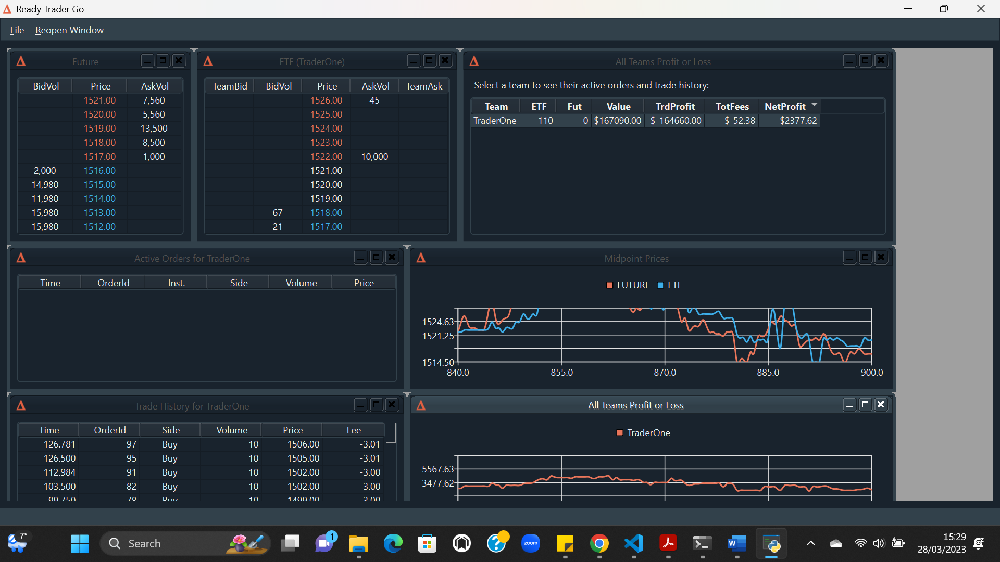 Ready Trader Go
File Reopen Window
Future
BidVol Price AskVol
1521.00 7,560
1520.00 5,560
1519.00 13,500
1518.00 8,500
1517.00 1,000
2,000 1516.00
14,980 1515.00
11,980 1514.00
15,980 1513.00
15,980 1512.00
ETF (TraderOne)
TeamBid BidVol Price AskVol TeamAsk
1526.00 45
1525.00
1524.00
1523.00
1522.00 10,000
1521.00
1520.00
1519.00
67 1518.00
21 1517.00
All Teams Profit or Loss
Select a team to see their active orders and trade history:
Team ETF Fut Value TrdProfit TotFees NetProfit
TraderOne 110 0 $167090.00 $-164660.00 $-52.38 $2377.62
Active Orders for TraderOne
Time OrderId Inst. Side Volume Price
Midpoint Prices
FUTURE ETF
1524.63
1521.25
1514.50
840.0 855.0 870.0 885.0 900.0
Trade History for TraderOne
Time OrderId Side Volume Price Fee
126.781 97 Buy 10 1506.00 -3.01
126.500 95 Buy 10 1505.00 -3.01
112.984 91 Buy 10 1502.00 -3.00
103.500 82 Buy 10 1502.00 -3.00
99.750 78 Buy 10 1499.00 -3.00
All Teams Profit or Loss
TraderOne
5567.63
3477.62
7°
Search
1
zoom
15:29
28/03/2023